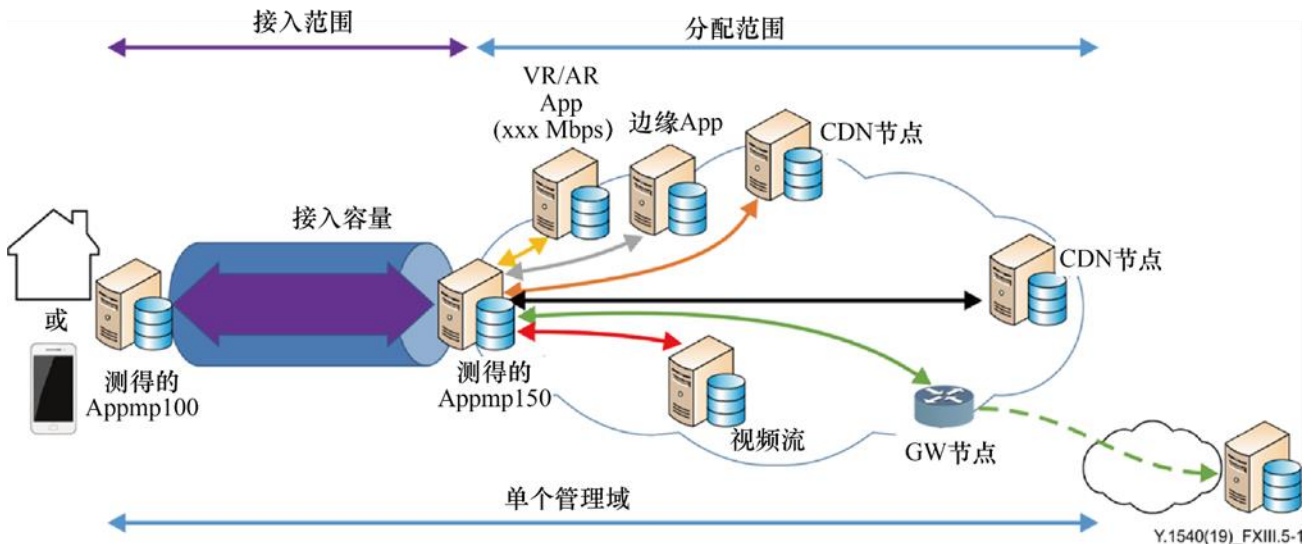 接入范围
分配范围
VR/AR
App
(xxx Mbps)
边缘App
CDN节点
接入容量
CDN节点
或
测得的
Appmp100
测得的
Appmp150
视频流
GW节点
单个管理域
Y.1540(19)_FXIII.5-1